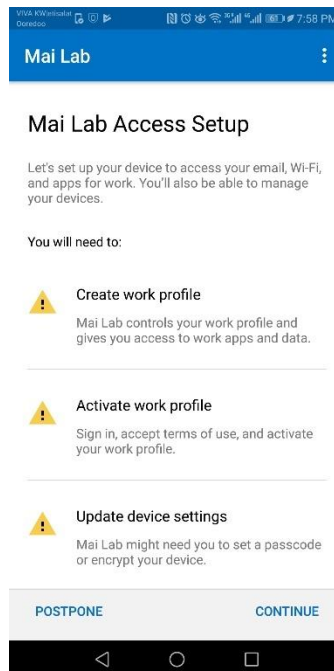 VIVA KW|eniselat
Ooredoo
7:58 PM
Mai Lab
Mai Lab Access Setup
Let's set up your device to access your email, Wi-Fi,
and apps for work. You'll also be able to manage
your devices.
You will need to:
Create work profile
Mai Lab controls your work profile and
gives you access to work apps and data.
Activate work profile
Sign in, accept terms of use, and activate
your work profile.
Update device settings
Mai Lab might need you to set a passcode
or encrypt your device.
POSTPONE
CONTINUE